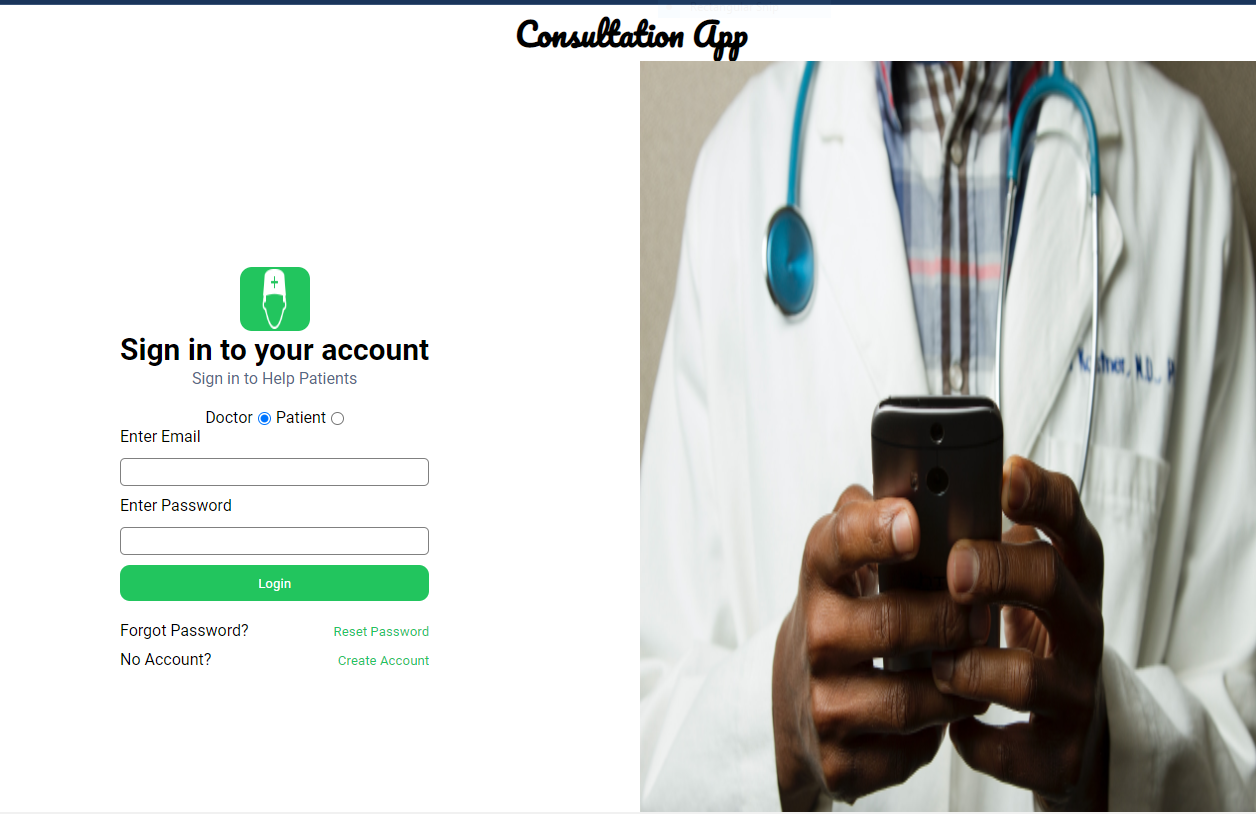 Consultation App
Sign in to your account
Sign in to Help Patients
Doctor Patient
Enter Email
Enter Password
Login
Forgot Password? Reset Password
No Account? Create Account
M.D.